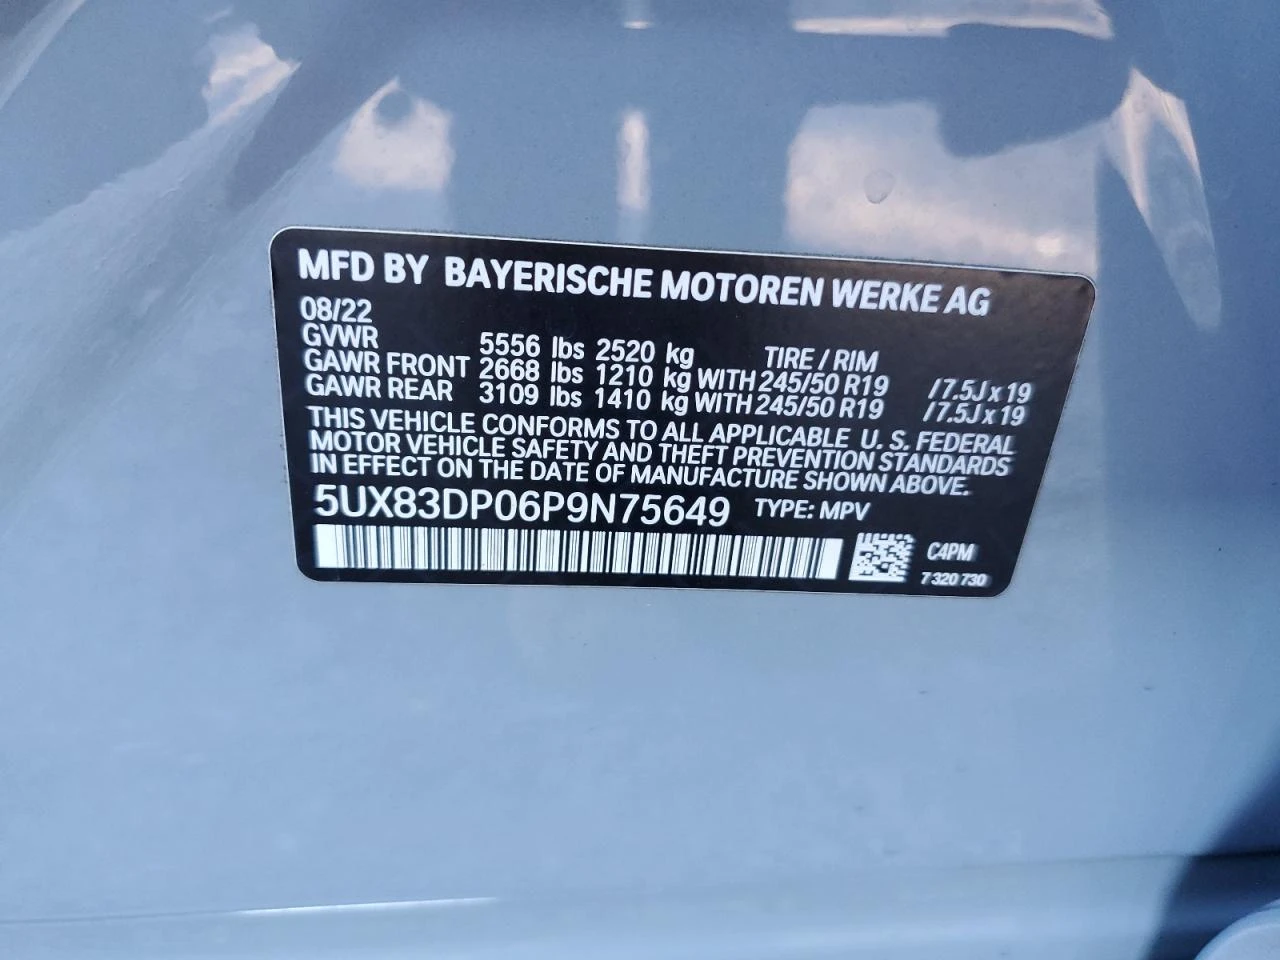 MFD BY BAYERISCHE MOTOREN WERKE AG
08/22
GVWR 5556 lbs 2520 kg TIRE / RIM
GAWR FRONT 2668 lbs 1210 kg WITH 245/50 R19 /7.5J x 19
GAWR REAR 3109 lbs 1410 kg WITH 245/50 R19 /7.5J x 19
THIS VEHICLE CONFORMS TO ALL APPLICABLE U. S. FEDERAL
MOTOR VEHICLE SAFETY AND THEFT PREVENTION STANDARDS
IN EFFECT ON THE DATE OF MANUFACTURE SHOWN ABOVE.
5UX83DP06P9N75649 TYPE: MPV
C4PM
7 320 730